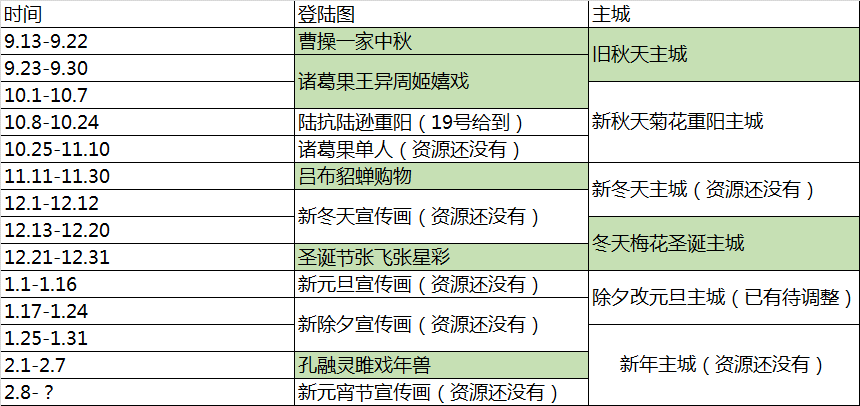 时间 登陆图 主城
9.13-9.22 曹操一家中秋 旧秋天主城
9.23-9.30 诸葛果王异周姬嬉戏
10.1-10.7 新秋天菊花重阳主城
10.8-10.24 陆抗陆逊重阳（19号给到）
10.25-11.10 诸葛果单人（资源还没有）
11.11-11.30 吕布貂蝉购物 新冬天主城（资源还没有）
12.1-12.12 新冬天宣传画（资源还没有）
12.13-12.20 冬天梅花圣诞主城
12.21-12.31 圣诞节张飞张星彩
1.1-1.16 新元旦宣传画（资源还没有） 除夕改元旦主城（已有待调整）
1.17-1.24 新除夕宣传画（资源还没有）
1.25-1.31 新年主城（资源还没有）
2.1-2.7 孔融灵雎戏年兽
2.8-？ 新元宵节宣传画（资源还没有）